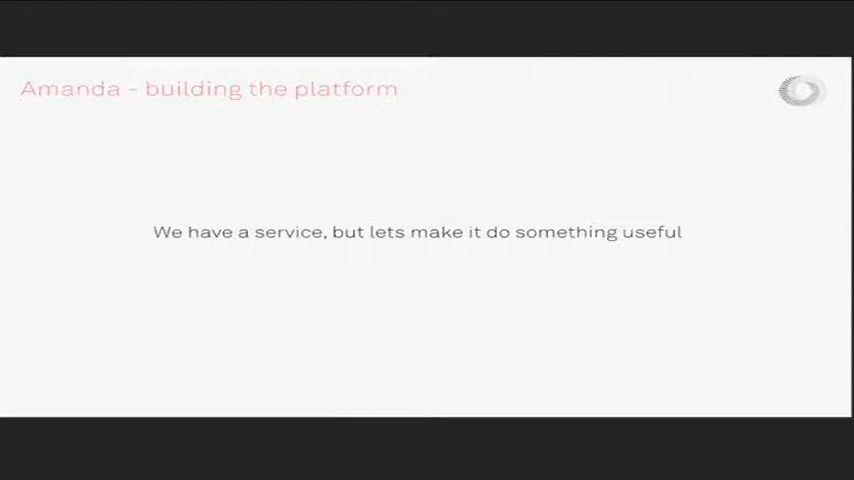 Amanda - building the platform
We have a service, but lets make it do something useful